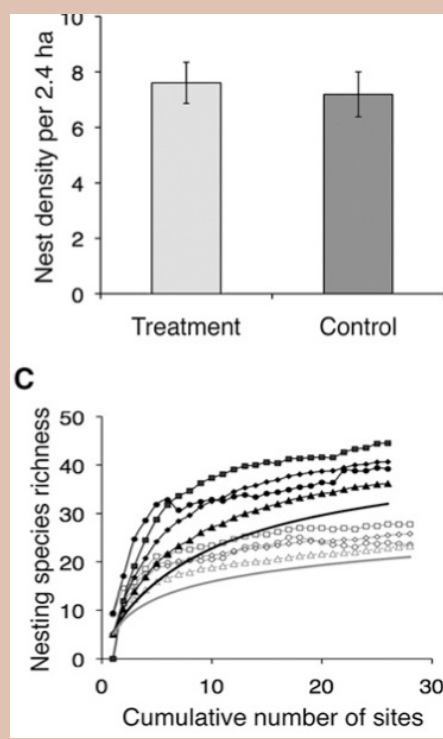 10
8
6
4
2
0
Nest density per 2.4 ha
Treatment Control
C
50
40
30
20
10
0
Nesting species richness
0 10 20 30
Cumulative number of sites